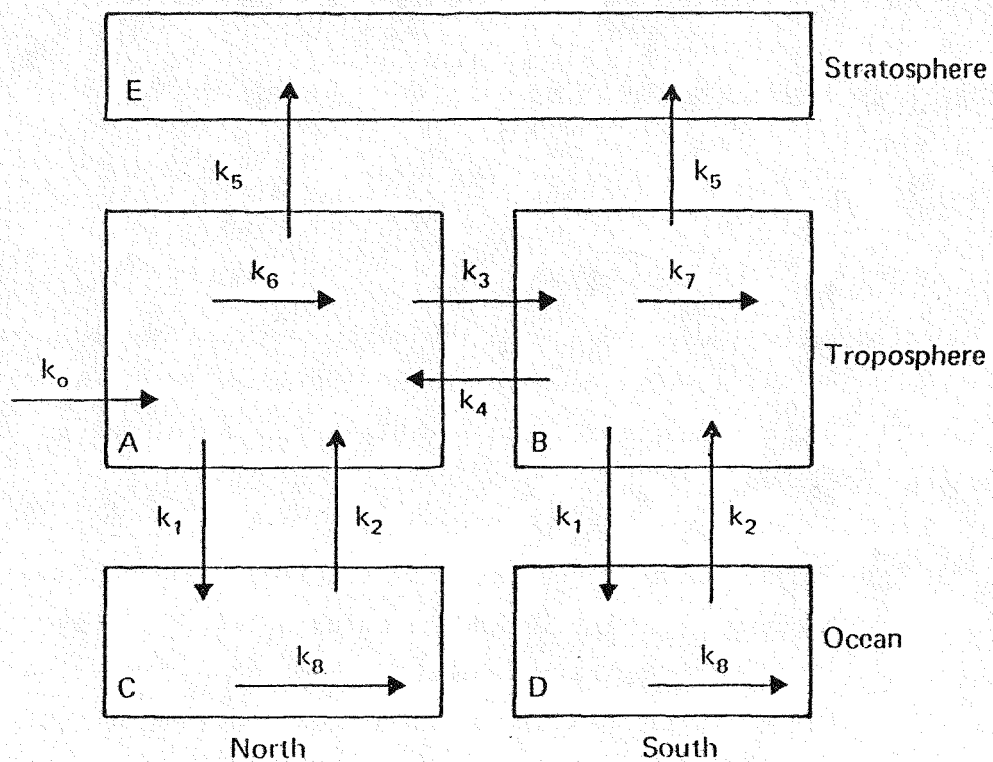 Stratosphere
E
k5 k5
k6 k3 k7
ko Troposphere
k4
A B
k1 k2 k1 k2
Ocean
k8 k8
C D
North South